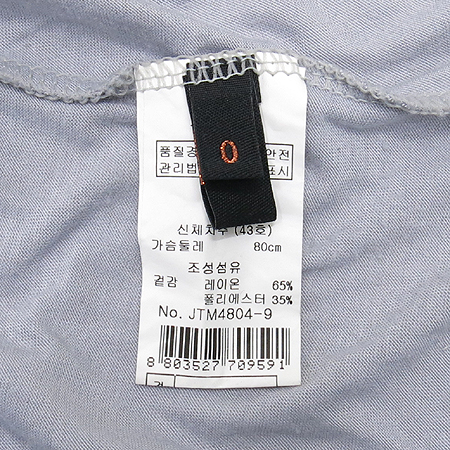 0
품질경 안전
관리법 표시
신체치수 (43호)
가슴둘레 80cm
조성섬유
겉감 레이온 65%
폴리에스터 35%
No. JTM4804-9
8 803527 709591